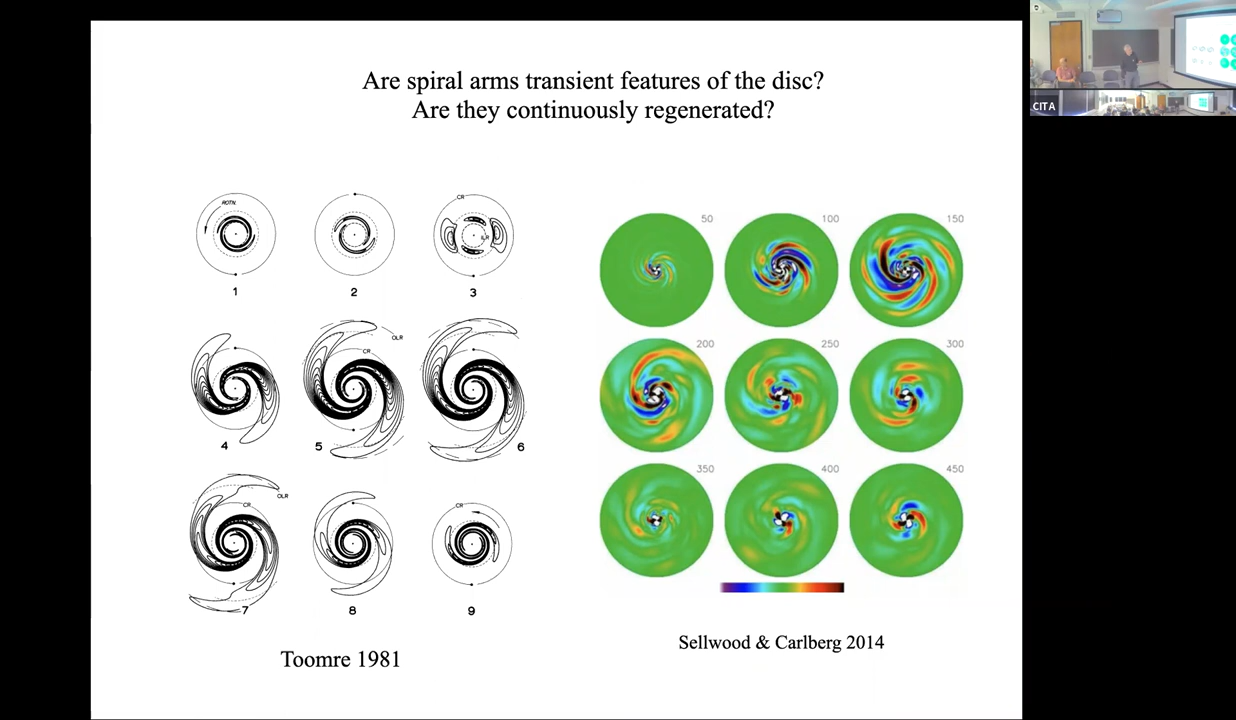 Are spiral arms transient features of the disc?
Are they continuously regenerated?
ROTN.
1
2
CR
ILR
3
4
CR
OLR
5
6
CR
OLR
7
8
CR
9
Toomre 1981
50
100
150
200
250
300
350
400
450
Sellwood & Carlberg 2014
CITA